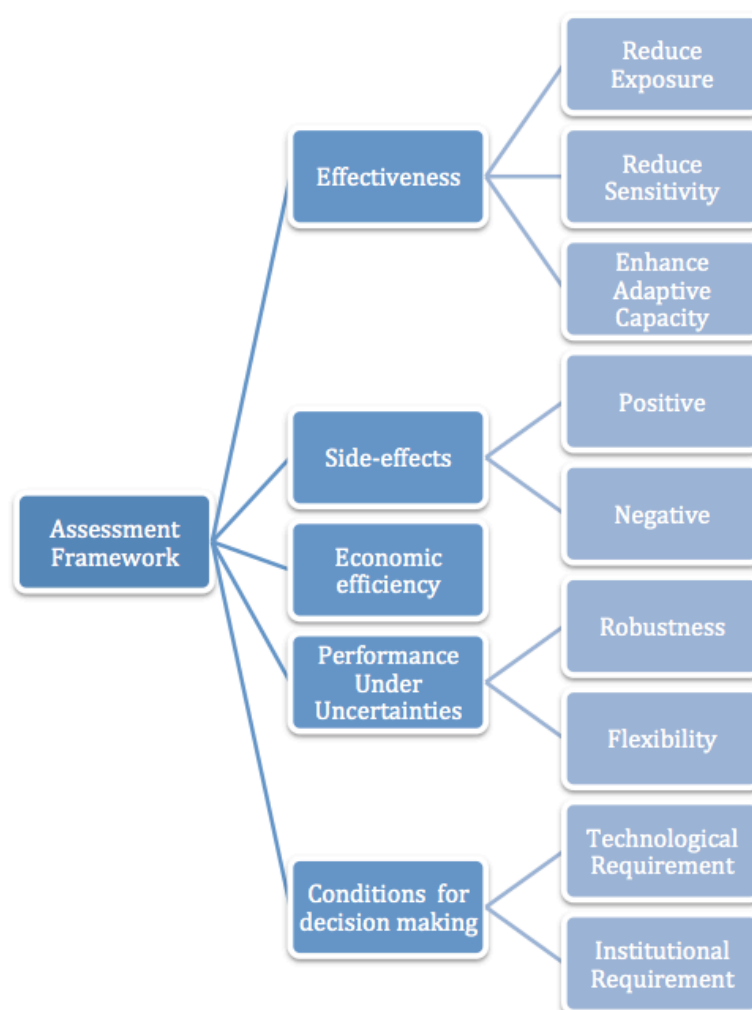 Assessment
Framework
Effectiveness
Reduce
Exposure
Reduce
Sensitivity
Enhance
Adaptive
Capacity
Side-effects
Positive
Negative
Economic
efficiency
Performance
Under
Uncertainties
Robustness
Flexibility
Conditions for
decision making
Technological
Requirement
Institutional
Requirement